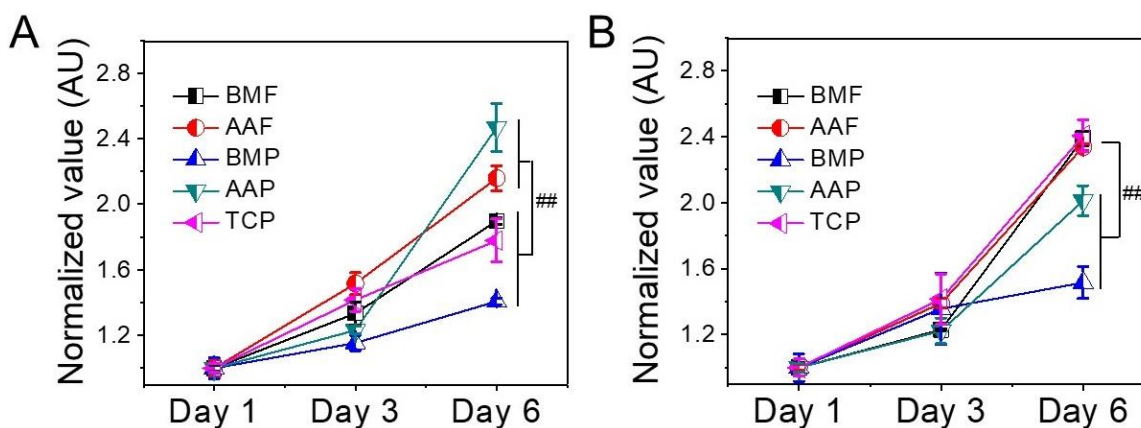 A
Normalized value (AU)
2.8
2.4
2.0
1.6
1.2
BMF
AAF
BMP
AAP
TCP
##
Day 1 Day 3 Day 6
B
Normalized value (AU)
2.8
2.4
2.0
1.6
1.2
BMF
AAF
BMP
AAP
TCP
##
Day 1 Day 3 Day 6